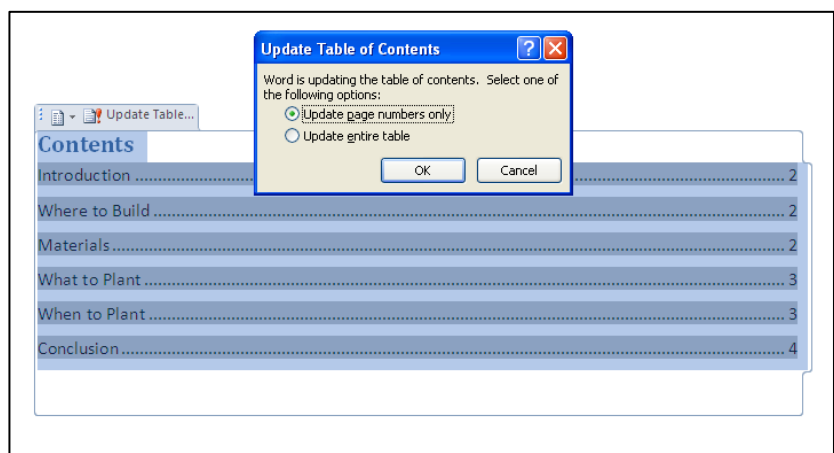 Update Table of Contents
Word is updating the table of contents. Select one of
the following options:
Update page numbers only
Update entire table
OK Cancel
Update Table...
Contents
Introduction ........ 2
Where to Build ........ 2
Materials ........ 2
What to Plant ........ 3
When to Plant ........ 3
Conclusion ........ 4